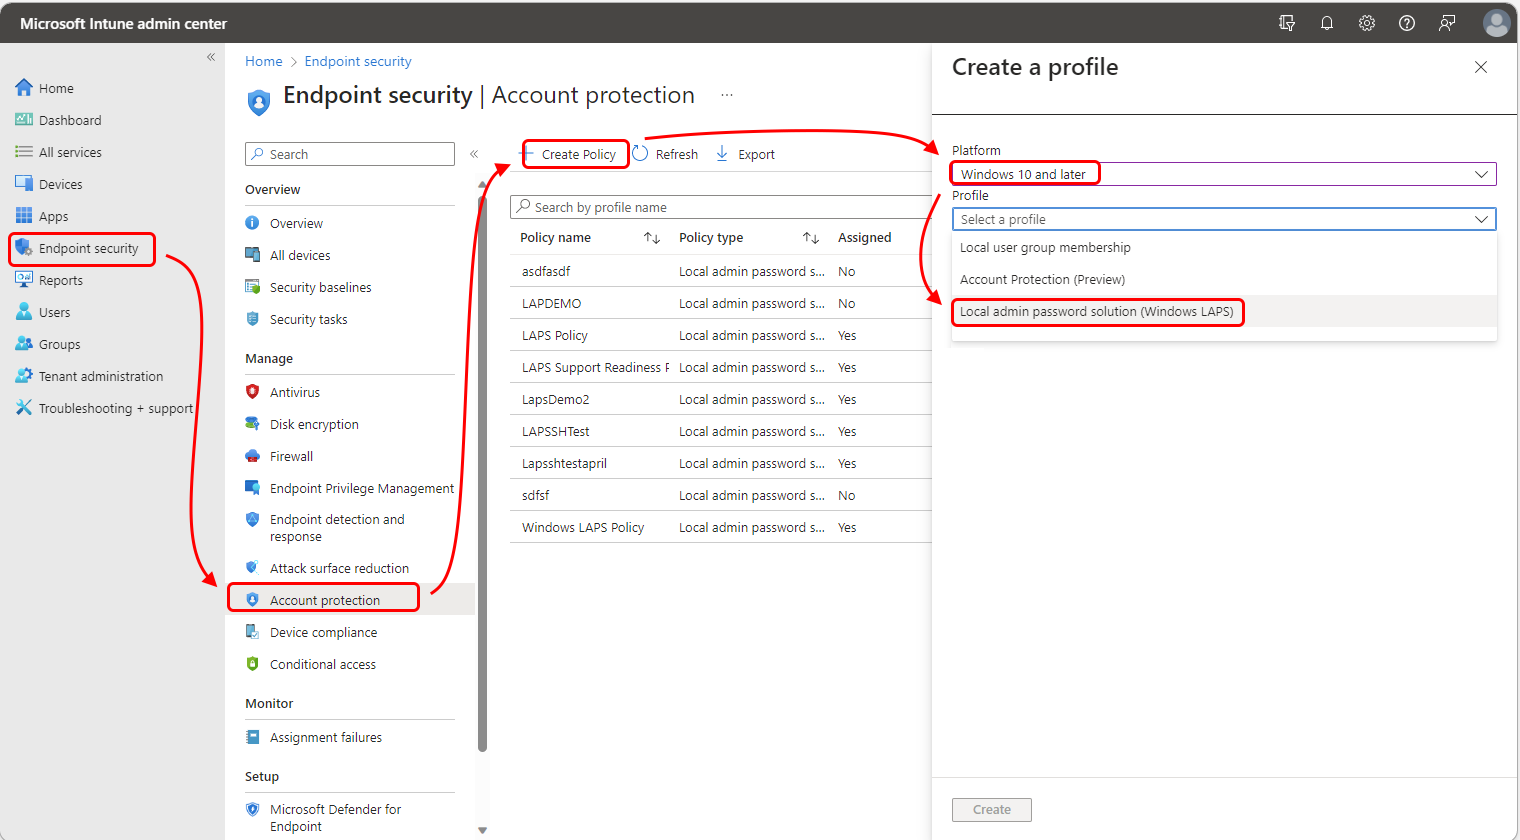 Microsoft Intune admin center
Home
Dashboard
All services
Devices
Apps
Endpoint security
Reports
Users
Groups
Tenant administration
Troubleshooting + support
Home > Endpoint security
Endpoint security | Account protection ...
Search
Overview
Overview
All devices
Security baselines
Security tasks
Manage
Antivirus
Disk encryption
Firewall
Endpoint Privilege Management
Endpoint detection and
response
Attack surface reduction
Account protection
Device compliance
Conditional access
Monitor
Assignment failures
Setup
Microsoft Defender for
Endpoint
+ Create Policy Refresh Export
Search by profile name
Policy name Policy type Assigned
asdfasdf Local admin password s... No
LAPDEMO Local admin password s... No
LAPS Policy Local admin password s... Yes
LAPS Support Readiness P Local admin password s... Yes
LapsDemo2 Local admin password s... Yes
LAPSSHTest Local admin password s... Yes
Lapsshtestapril Local admin password s... Yes
sdfsf Local admin password s... No
Windows LAPS Policy Local admin password s... Yes
Create a profile
Platform
Windows 10 and later
Profile
Select a profile
Local user group membership
Account Protection (Preview)
Local admin password solution (Windows LAPS)
Create